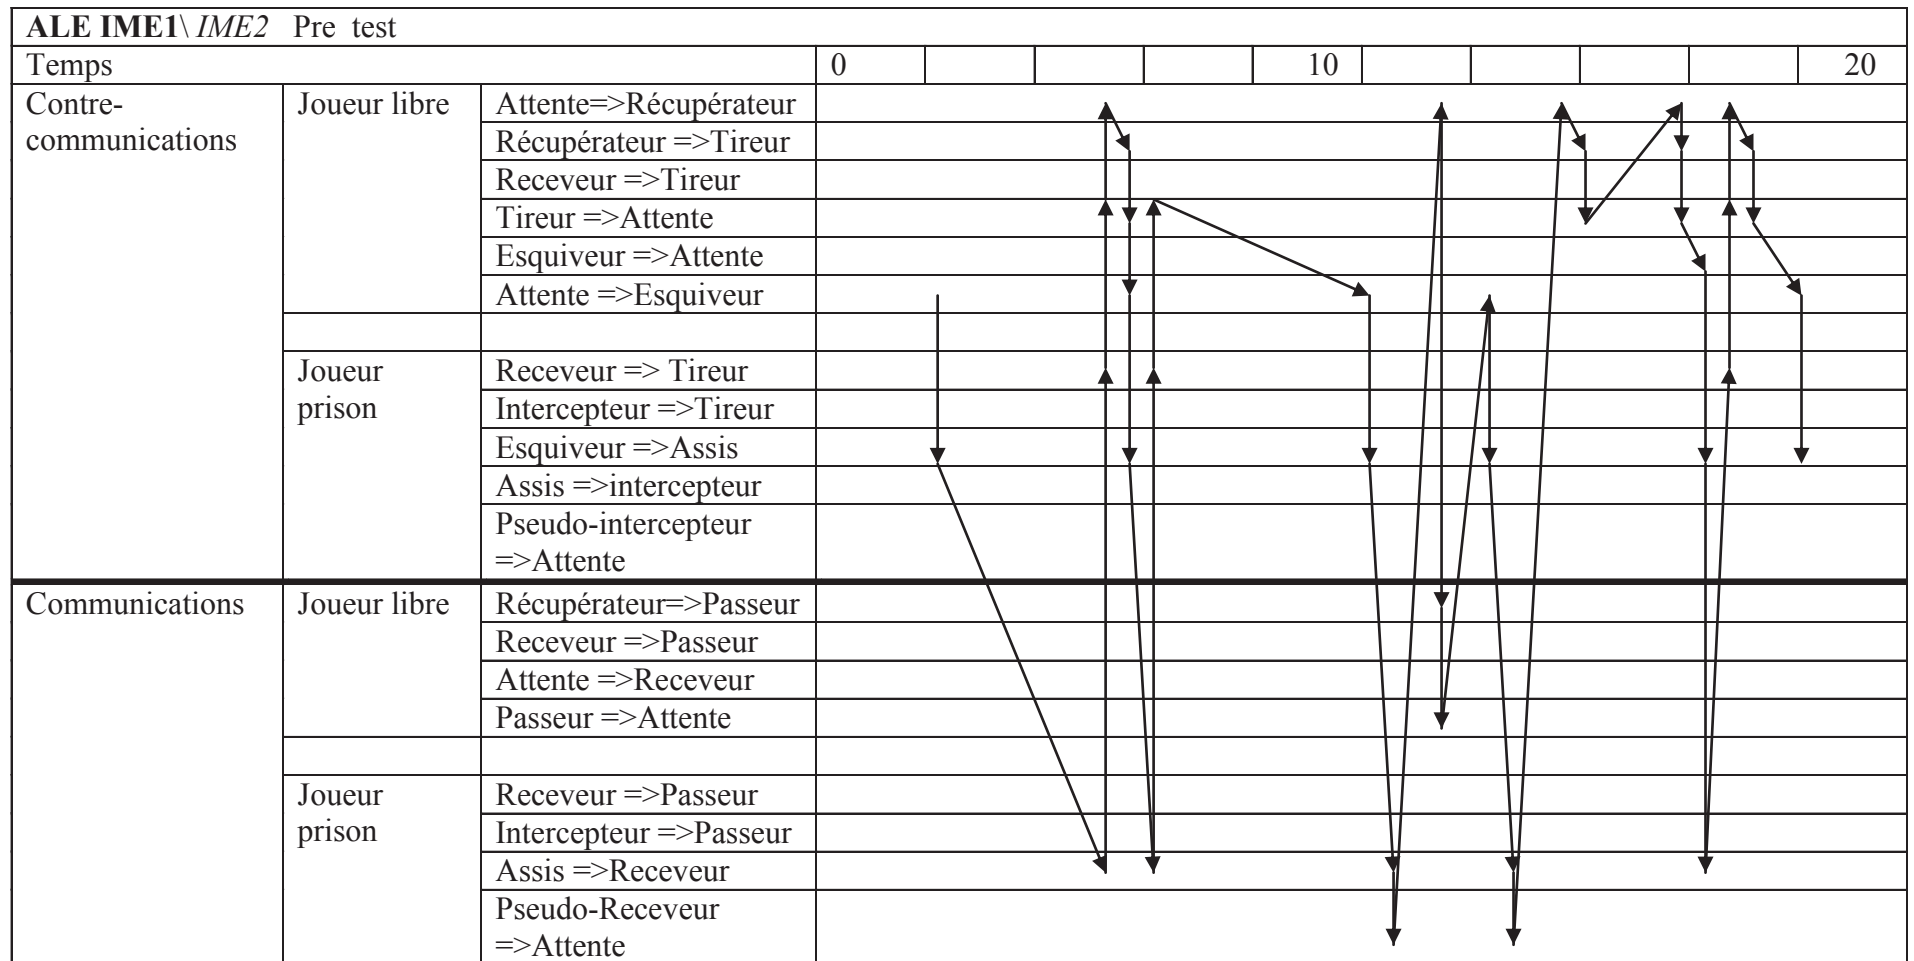 ALE IME1\ IME2 Pre test
Temps 0 10 20
Contre-
communications
Joueur libre
Attente=>Récupérateur
Récupérateur =>Tireur
Receveur =>Tireur
Tireur =>Attente
Esquiveur =>Attente
Attente =>Esquiveur
Joueur
prison
Receveur => Tireur
Intercepteur =>Tireur
Esquiveur =>Assis
Assis =>intercepteur
Pseudo-intercepteur
=>Attente
Communications
Joueur libre
Récupérateur=>Passeur
Receveur =>Passeur
Attente =>Receveur
Passeur =>Attente
Joueur
prison
Receveur =>Passeur
Intercepteur =>Passeur
Assis =>Receveur
Pseudo-Receveur
=>Attente